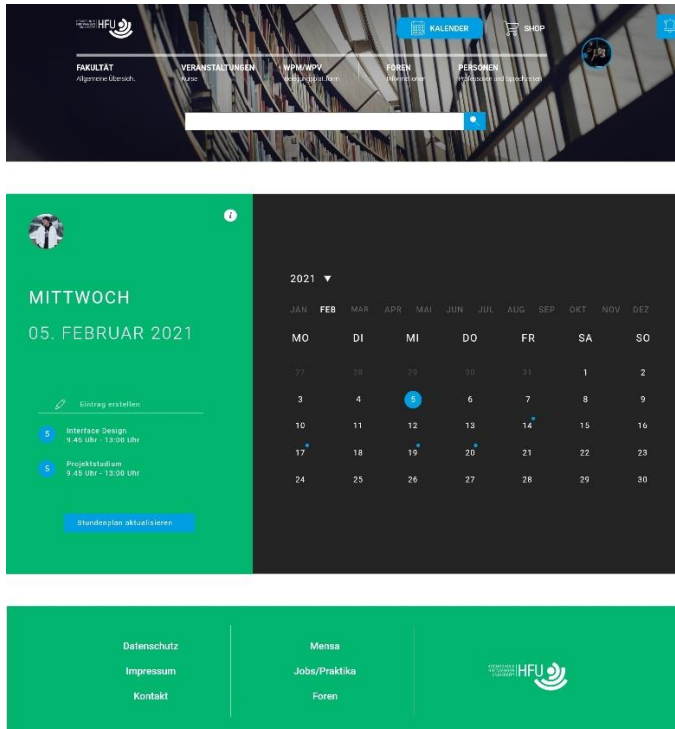 HFU
KALENDER
SHOP
FAKULTÄT
Allgemeine Übersich.
VERANSTALTUNGEN
Kurse
WPM/WPV
FOREN
Informationen
PERSONEN
Professoren und
i
MITTWOCH
05. FEBRUAR 2021
Eintrag erstellen
5 Interface Design
9.45 Uhr - 13:00 Uhr
5 Projektstudium
9.45 Uhr - 13:00 Uhr
Stundenplan aktualisieren
2021 ▼
JAN FEB MAR APR MAI JUN JUL AUG SEP OKT NOV DEZ
MO DI MI DO FR SA SO
27 28 29 30 31 1 2
3 4 5 6 7 8 9
10 11 12 13 14 15 16
17 18 19 20 21 22 23
24 25 26 27 28 29 30
Datenschutz
Impressum
Kontakt
Mensa
Jobs/Praktika
Foren
HFU